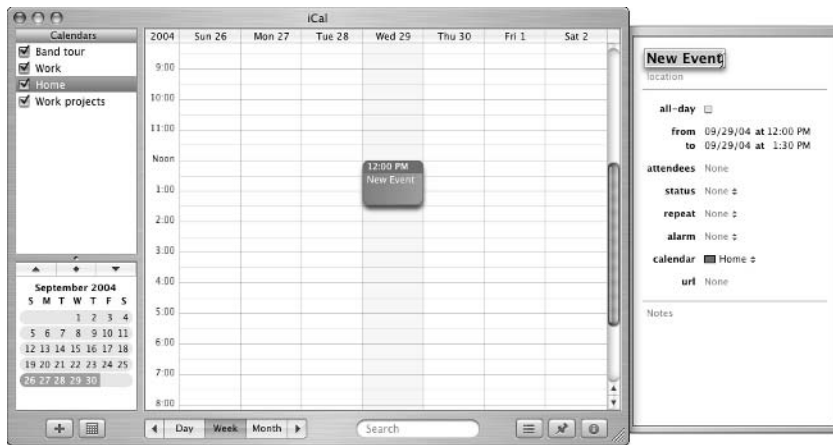 iCal
Calendars
Band tour
Work
Home
Work projects
2004 Sun 26 Mon 27 Tue 28 Wed 29 Thu 30 Fri 1 Sat 2
9:00
10:00
11:00
Noon
1:00
2:00
3:00
4:00
5:00
6:00
7:00
8:00
12:00 PM
New Event
September 2004
S M T W T F S
1 2 3 4
5 6 7 8 9 10 11
12 13 14 15 16 17 18
19 20 21 22 23 24 25
26 27 28 29 30
Day Week Month
Search
New Event
location
all-day
from 09/29/04 at 12:00 PM
to 09/29/04 at 1:30 PM
attendees None
status None
repeat None
alarm None
calendar Home
url None
Notes